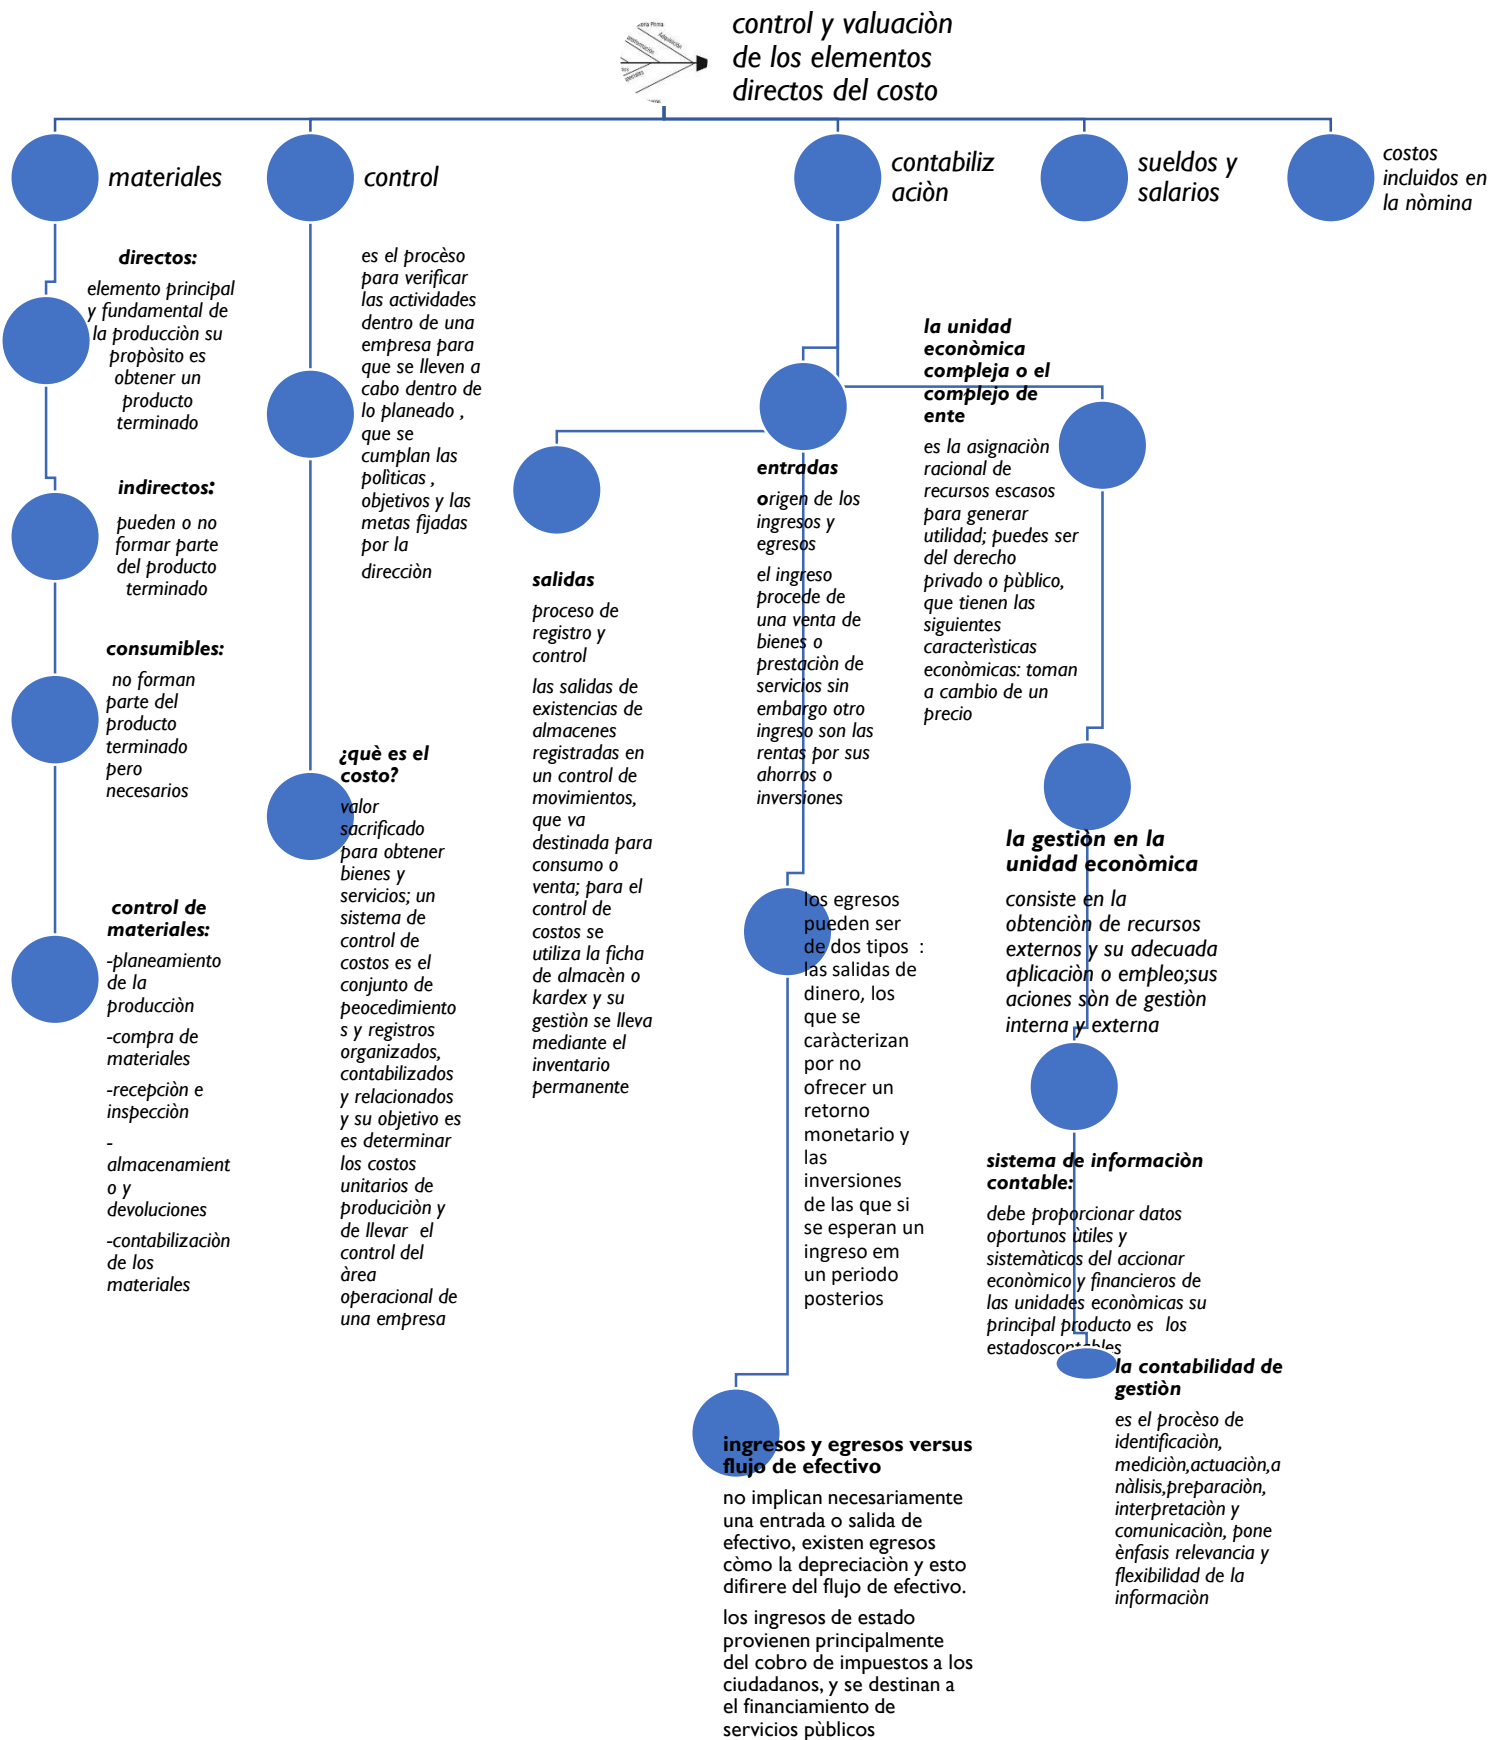 control y valuaciòn
de los elementos
directos del costo
Adquisición
materiales
directos:
elemento principal
y fundamental de
la producciòn su
propòsito es
obtener un
producto
terminado
indirectos:
pueden o no
formar parte
del producto
terminado
consumibles:
no forman
parte del
producto
terminado
pero
necesarios
control de
materiales:
-planeamiento
de la
producciòn
-compra de
materiales
-recepciòn e
inspecciòn
-
almacenamient
o y
devoluciones
-contabilizaciòn
de los
materiales
control
es el procèso
para verificar
las actividades
dentro de una
empresa para
que se lleven a
cabo dentro de
lo planeado ,
que se
cumplan las
polìticas ,
objetivos y las
metas fijadas
por la
direcciòn
¿què es el
costo?
valor
sacrificado
para obtener
bienes y
servicios; un
sistema de
control de
costos es el
conjunto de
peocedimiento
s y registros
organizados,
contabilizados
y relacionados
y su objetivo es
es determinar
los costos
unitarios de
produciciòn y
de llevar el
control del
àrea
operacional de
una empresa
contabiliz
aciòn
salidas
proceso de
registro y
control
las salidas de
existencias de
almacenes
registradas en
un control de
movimientos,
que va
destinada para
consumo o
venta; para el
control de
costos se
utiliza la ficha
de almacèn o
kardex y su
gestiòn se lleva
mediante el
inventario
permanente
entradas
origen de los
ingresos y
egresos
el ingreso
procede de
una venta de
bienes o
prestaciòn de
servicios sin
embargo otro
ingreso son las
rentas por sus
ahorros o
inversiones
los egresos
pueden ser
de dos tipos :
las salidas de
dinero, los
que se
caràcterizan
por no
ofrecer un
retorno
monetario y
las
inversiones
de las que si
se esperan un
ingreso em
un periodo
posterios
ingresos y egresos versus
flujo de efectivo
no implican necesariamente
una entrada o salida de
efectivo, existen egresos
còmo la depreciaciòn y esto
difirere del flujo de efectivo.
los ingresos de estado
provienen principalmente
del cobro de impuestos a los
ciudadanos, y se destinan a
el financiamiento de
servicios pùblicos
la unidad
econòmica
compleja o el
complejo de
ente
es la asignaciòn
racional de
recursos escasos
para generar
utilidad; puedes ser
del derecho
privado o pùblico,
que tienen las
siguientes
caracterìsticas
econòmicas: toman
a cambio de un
precio
la gestiòn en la
unidad econòmica
consiste en la
obtenciòn de recursos
externos y su adecuada
aplicaciòn o empleo;sus
aciones sòn de gestiòn
interna y externa
sistema de informaciòn
contable:
debe proporcionar datos
oportunos ùtiles y
sistemàticos del accionar
econòmico y financieros de
las unidades econòmicas su
principal producto es los
estadoscontables
la contabilidad de
gestiòn
es el procèso de
identificaciòn,
mediciòn,actuaciòn,a
nàlisis,preparaciòn,
interpretaciòn y
comunicaciòn, pone
ènfasis relevancia y
flexibilidad de la
informaciòn
sueldos y
salarios
costos
incluidos en
la nòmina